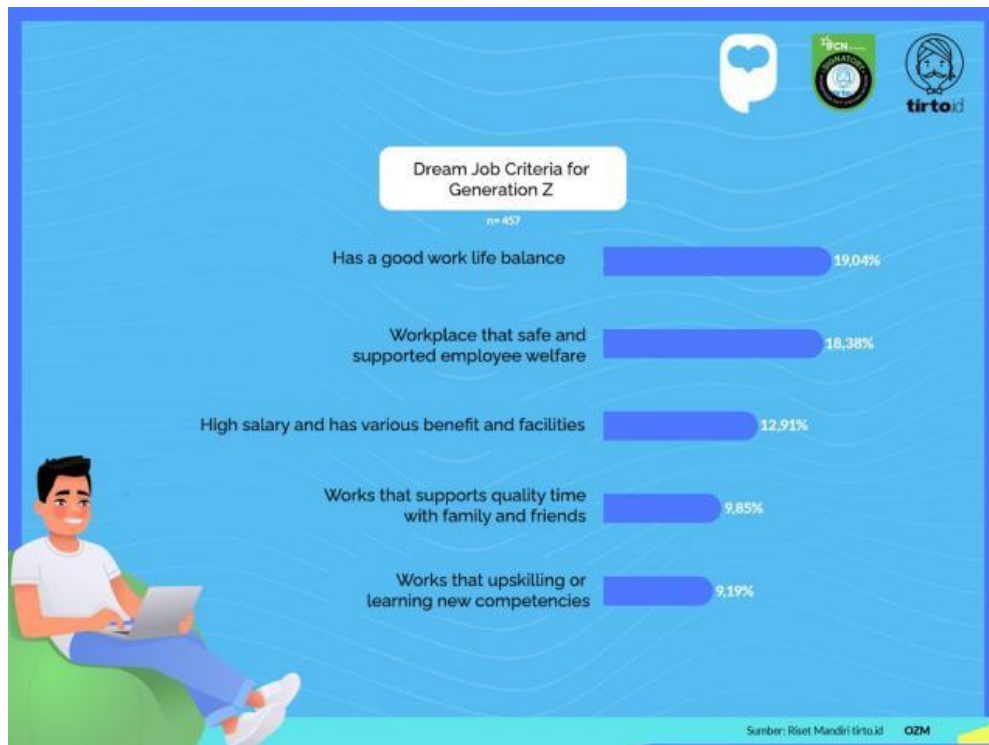 IFCN
SIGNATORY
tirto.id
Dream Job Criteria for
Generation Z
n= 457
Has a good work life balance
19,04%
Workplace that safe and
supported employee welfare
18,38%
High salary and has various benefit and facilities
12,91%
Works that supports quality time
with family and friends
9,85%
Works that upskilling or
learning new competencies
9,19%
Sumber: Riset Mandiri tirto.id OZM